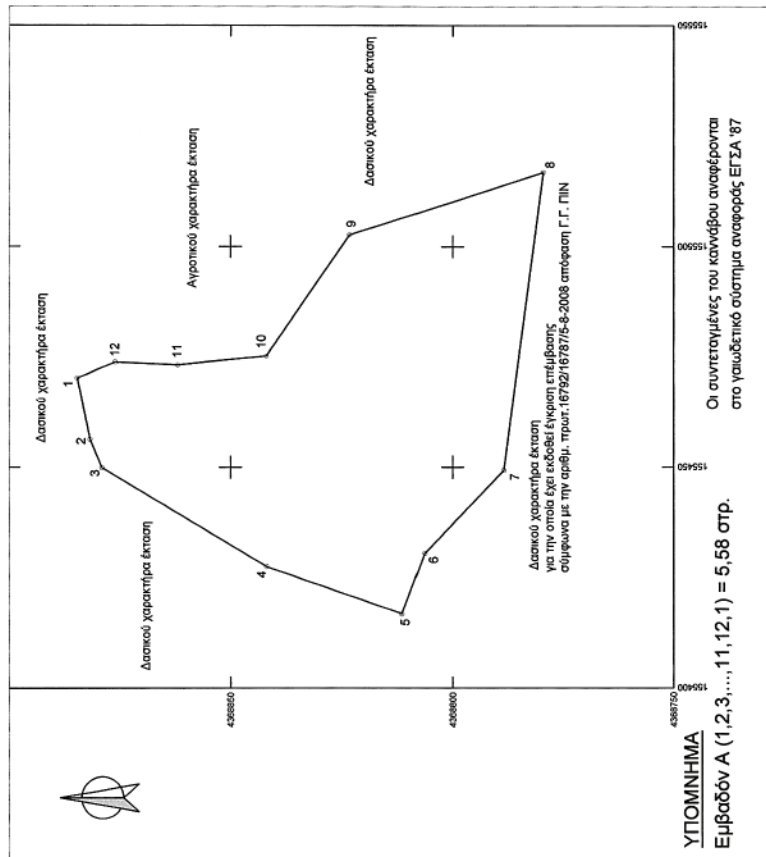 Δασικού χαρακτήρα έκταση
Αγροτικού χαρακτήρα έκταση
Δασικού χαρακτήρα έκταση
Δασικού χαρακτήρα έκταση
1
2
3
4
5
6
7
8
9
10
11
12
Δασικού χαρακτήρα έκταση
για την οποία έχει εκδοθεί έγκριση επέμβασης
σύμφωνα με την αριθμ. πρωτ.16792/16787/5-8-2008 απόφαση Γ.Γ. ΠΙΝ
4368850
4368800
4368750
155400
155450
155500
155550
ΥΠΟΜΝΗΜΑ
Εμβαδόν Α (1,2,3,...,11,12,1) = 5,58 στρ.
Οι συντεταγμένες του καννάβου αναφέρονται
στο γαιωδετικό σύστημα αναφοράς ΕΓΣΑ '87